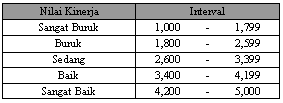 Nilai Kinerja Interval
Sangat Buruk 1,000 - 1,799
Buruk 1,800 - 2,599
Sedang 2,600 - 3,399
Baik 3,400 - 4,199
Sangat Baik 4,200 - 5,000